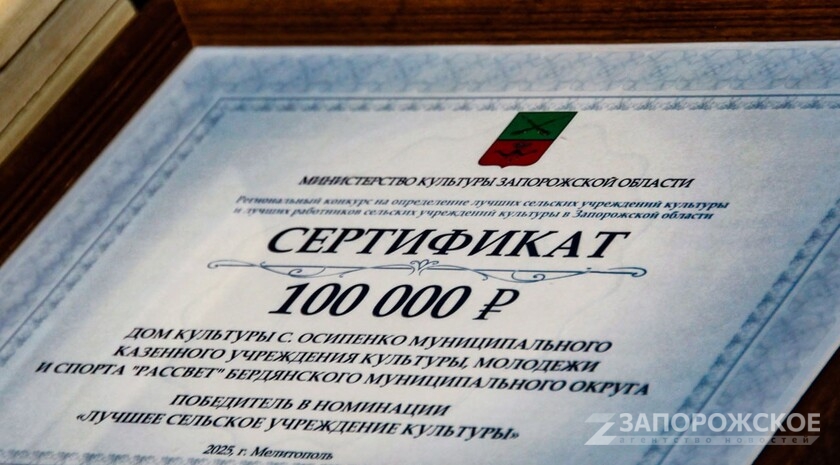 МИНИСТЕРСТВО КУЛЬТУРЫ ЗАПОРОЖСКОЙ ОБЛАСТИ
Региональный конкурс на определение лучших сельских учреждений культуры
и лучших работников сельских учреждений культуры в Запорожской области
СЕРТИФИКАТ
100 000 ₽
ДОМ КУЛЬТУРЫ С. ОСИПЕНКО МУНИЦИПАЛЬНОГО
КАЗЕННОГО УЧРЕЖДЕНИЯ КУЛЬТУРЫ, МОЛОДЕЖИ
И СПОРТА "РАССВЕТ" БЕРДЯНСКОГО МУНИЦИПАЛЬНОГО ОКРУГА
ПОБЕДИТЕЛЬ В НОМИНАЦИИ
«ЛУЧШЕЕ СЕЛЬСКОЕ УЧРЕЖДЕНИЕ КУЛЬТУРЫ»
2025, г. Мелитополь
ЗАПОРОЖСКОЕ
агентство новостей